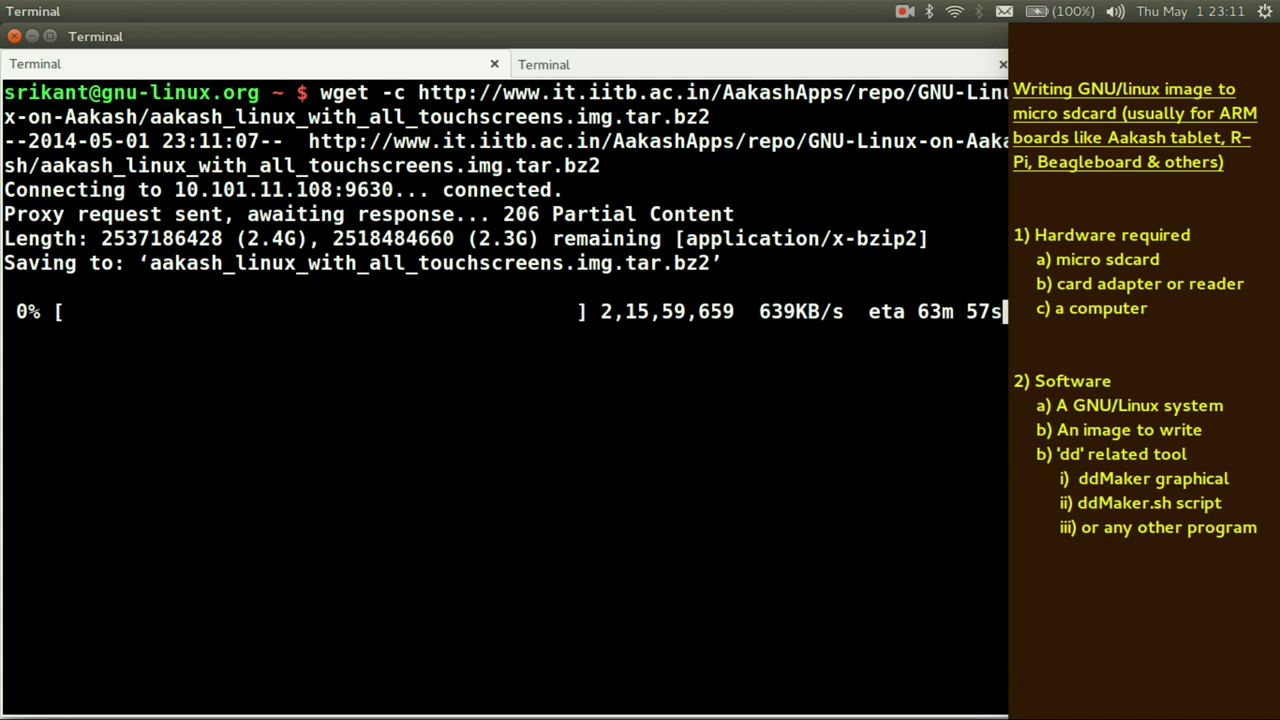 Terminal
(100%) Thu May 1 23:11
Terminal
Terminal
Terminal
srikant@gnu-linux.org ~ $ wget -c http://www.it.iitb.ac.in/AakashApps/repo/GNU-Linu
x-on-Aakash/aakash_linux_with_all_touchscreens.img.tar.bz2
--2014-05-01 23:11:07-- http://www.it.iitb.ac.in/AakashApps/repo/GNU-Linux-on-Aaka
sh/aakash_linux_with_all_touchscreens.img.tar.bz2
Connecting to 10.101.11.108:9630... connected.
Proxy request sent, awaiting response... 206 Partial Content
Length: 2537186428 (2.4G), 2518484660 (2.3G) remaining [application/x-bzip2]
Saving to: ‘aakash_linux_with_all_touchscreens.img.tar.bz2’
0% [ ] 2,15,59,659 639KB/s eta 63m 57s
Writing GNU/linux image to
micro sdcard (usually for ARM
boards like Aakash tablet, R-
Pi, Beagleboard & others)
1) Hardware required
a) micro sdcard
b) card adapter or reader
c) a computer
2) Software
a) A GNU/Linux system
b) An image to write
b) 'dd' related tool
i) ddMaker graphical
ii) ddMaker.sh script
iii) or any other program